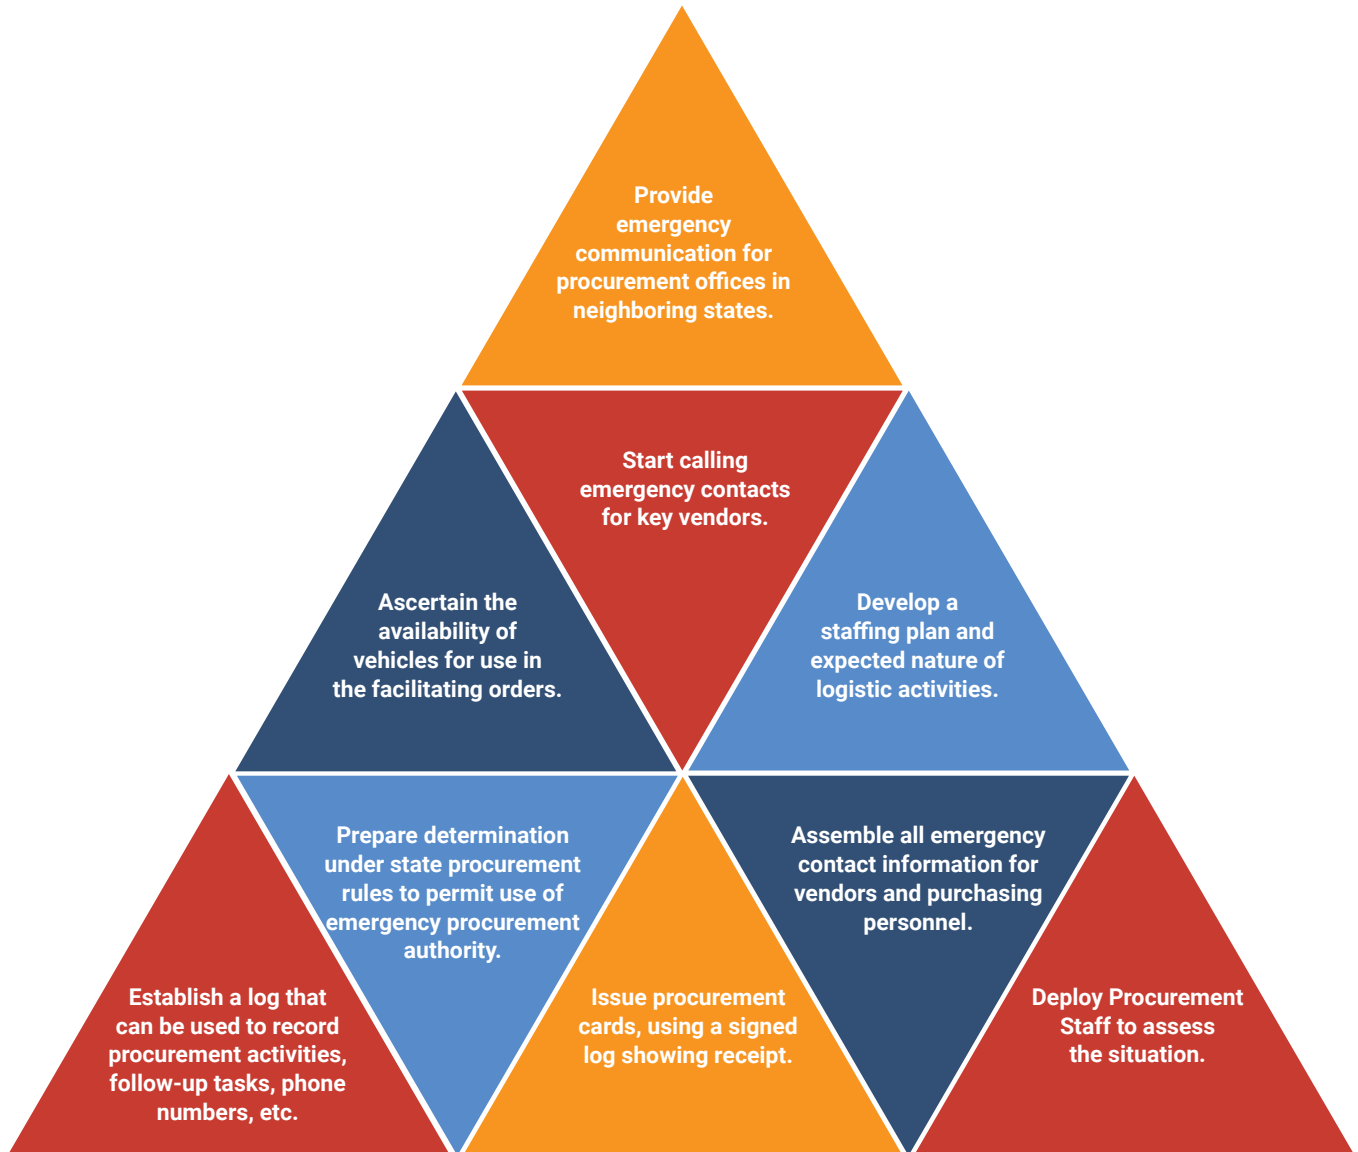 Provide
emergency
communication for
procurement offices in
neighboring states.
Start calling
emergency contacts
for key vendors.
Ascertain the
availability of
vehicles for use in
the facilitating orders.
Develop a
staffing plan and
expected nature of
logistic activities.
Establish a log that
can be used to record
procurement activities,
follow-up tasks, phone
numbers, etc.
Prepare determination
under state procurement
rules to permit use of
emergency procurement
authority.
Issue procurement
cards, using a signed
log showing receipt.
Assemble all emergency
contact information for
vendors and purchasing
personnel.
Deploy Procurement
Staff to assess
the situation.